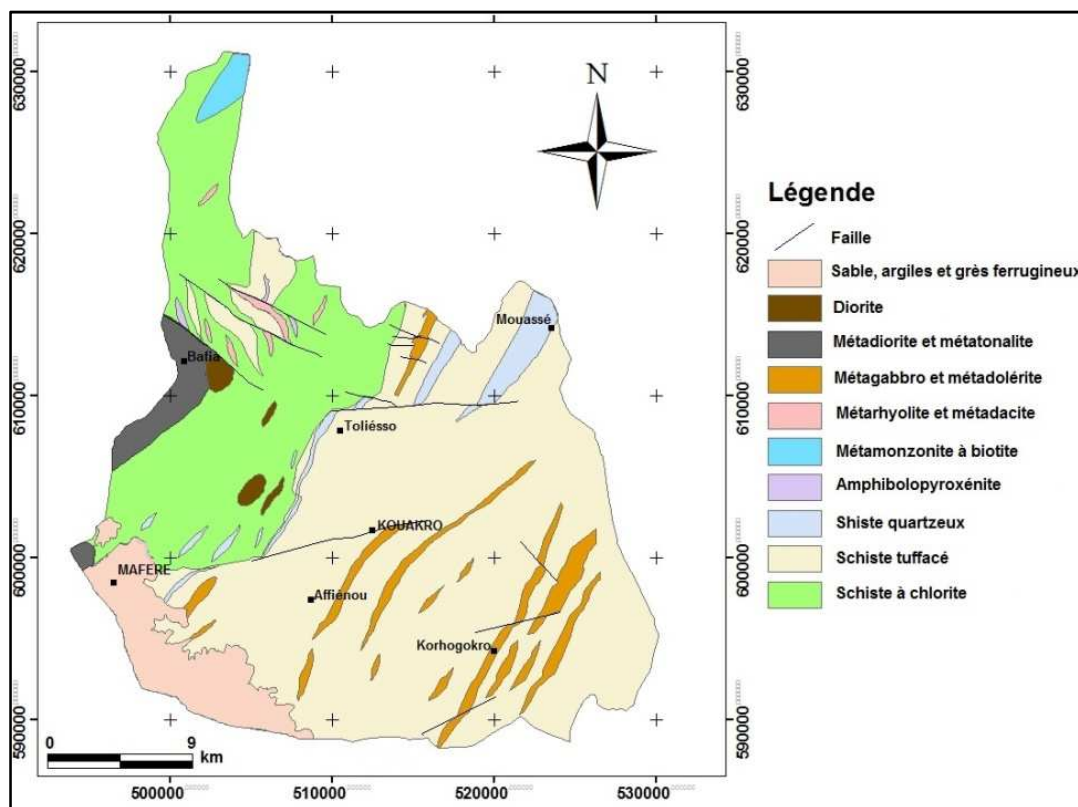 N
630000
620000
610000
600000
590000
630000
620000
610000
600000
590000
Mouassé
Bafia
Toliésso
KOUAKRO
MAFERE
Affiénou
Korhogokro
0 9
km
500000 510000 520000 530000
Légende
Faille
Sable, argiles et grès ferrugineux
Diorite
Métadiorite et métatonalite
Métagabbro et métadolérite
Métarhyolite et métadacite
Métamonzonite à biotite
Amphibolopyroxénite
Shiste quartzeux
Schiste tuffacé
Schiste à chlorite